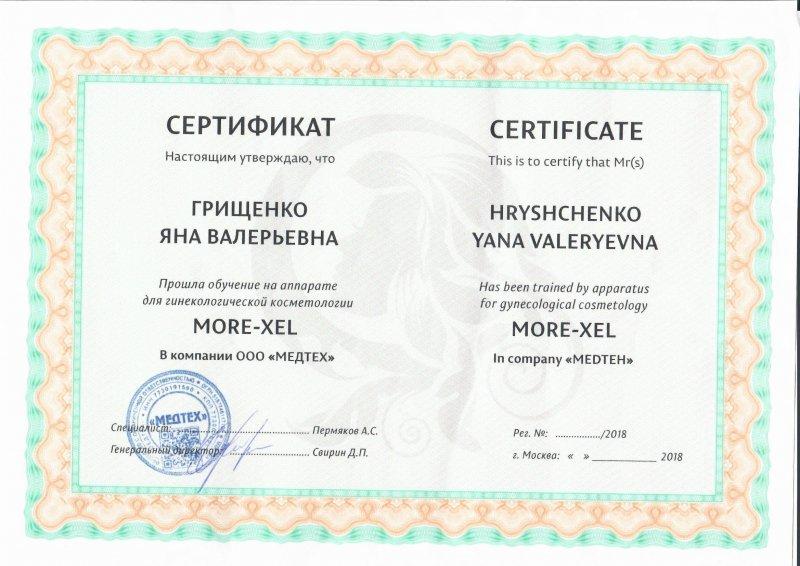 СЕРТИФИКАТ
Настоящим утверждаю, что
ГРИЩЕНКО
ЯНА ВАЛЕРЬЕВНА
Прошла обучение на аппарате
для гинекологической косметологии
MORE-XEL
В компании ООО «МЕДТЕХ»
«МЕДТЕХ»
Специалист: Пермяков А.С.
Генеральный директор: Свирин Д.П.
CERTIFICATE
This is to certify that Mr(s)
HRYSHCHENKO
YANA VALERYEVNA
Has been trained by apparatus
for gynecological cosmetology
MORE-XEL
In company «MEDTEH»
Рег. №: ............../2018
г. Москва: « » ____________ 2018